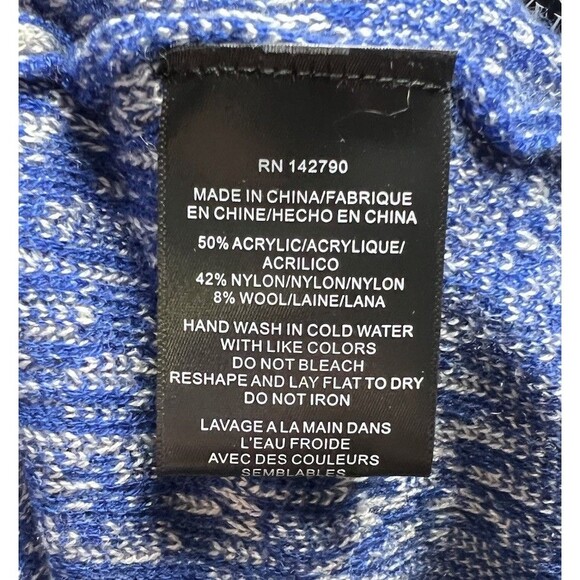 RN 142790
MADE IN CHINA/FABRIQUE
EN CHINE/HECHO EN CHINA
50% ACRYLIC/ACRYLIQUE/
ACRILICO
42% NYLON/NYLON/NYLON
8% WOOL/LAINE/LANA
HAND WASH IN COLD WATER
WITH LIKE COLORS
DO NOT BLEACH
RESHAPE AND LAY FLAT TO DRY
DO NOT IRON
LAVAGE A LA MAIN DANS
L'EAU FROIDE
AVEC DES COULEURS
SEMBLABLES